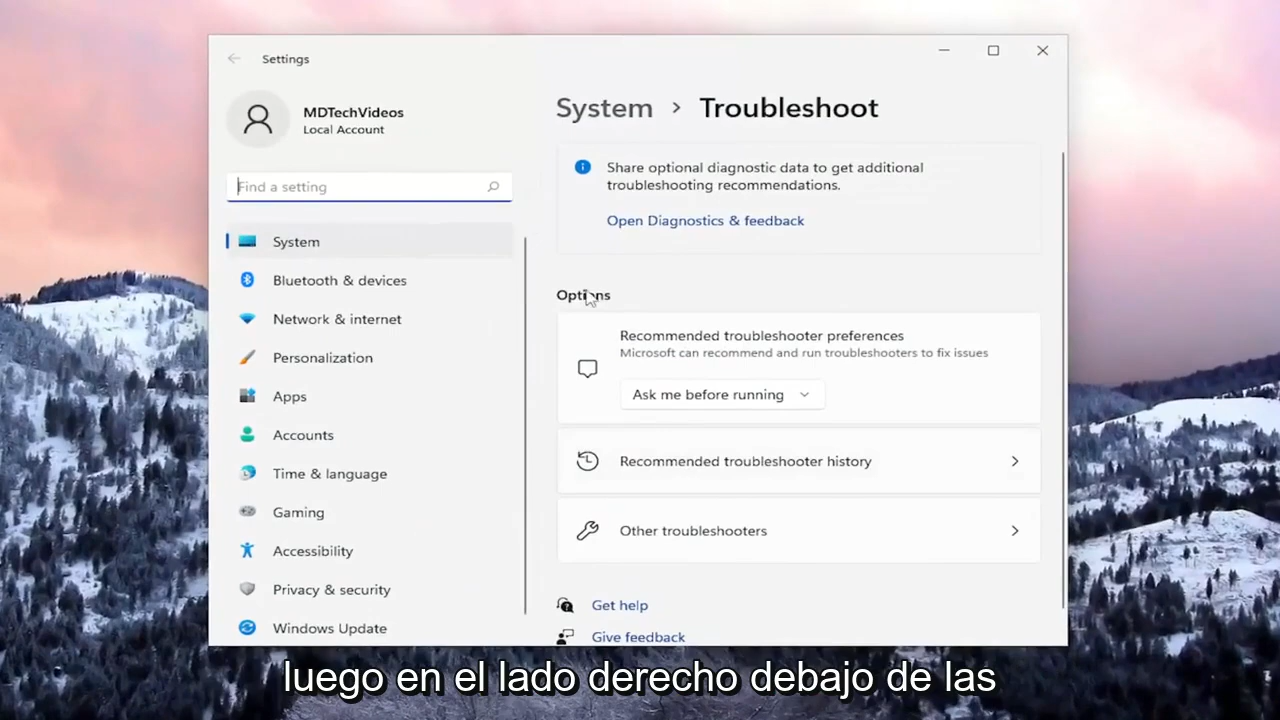 Settings
MDTechVideos
Local Account
Find a setting
System
Bluetooth & devices
Network & internet
Personalization
Apps
Accounts
Time & language
Gaming
Accessibility
Privacy & security
Windows Update
System > Troubleshoot
Share optional diagnostic data to get additional
troubleshooting recommendations.
Open Diagnostics & feedback
Options
Recommended troubleshooter preferences
Microsoft can recommend and run troubleshooters to fix issues
Ask me before running
Recommended troubleshooter history
Other troubleshooters
Get help
Give feedback
luego en el lado derecho debajo de las